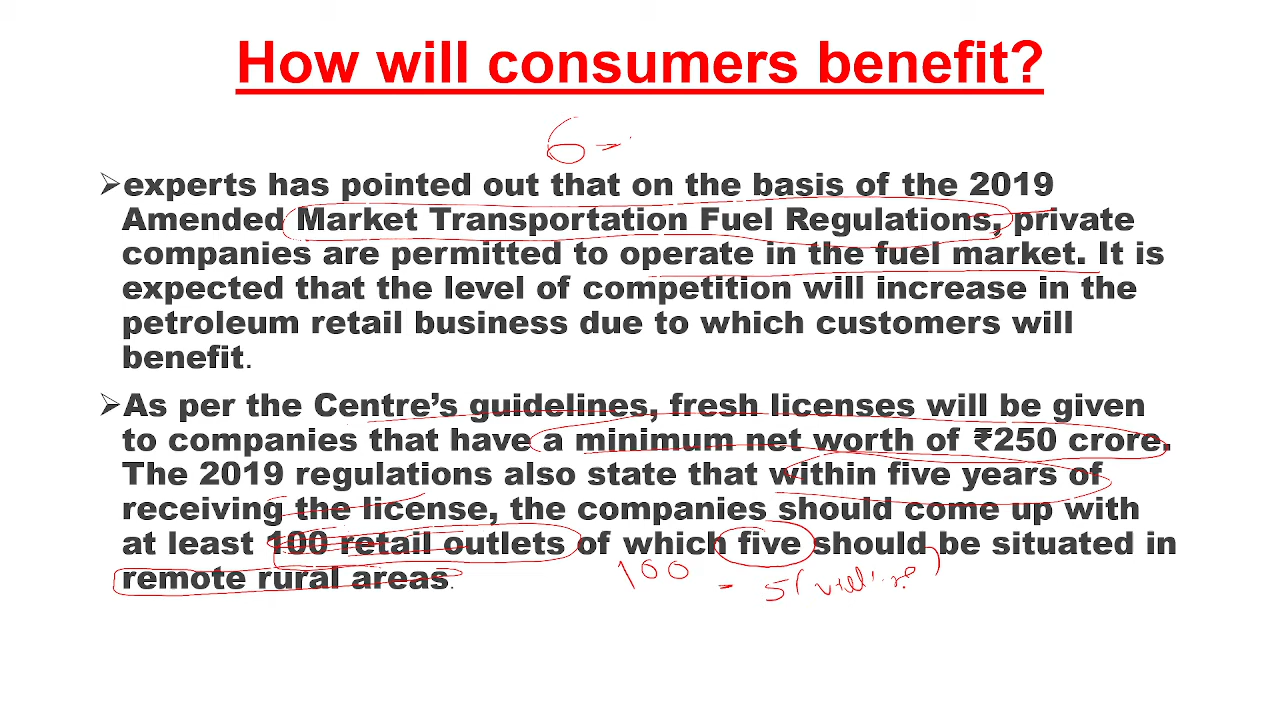 How will consumers benefit?
6 →
➢experts has pointed out that on the basis of the 2019
Amended Market Transportation Fuel Regulations, private
companies are permitted to operate in the fuel market. It is
expected that the level of competition will increase in the
petroleum retail business due to which customers will
benefit.
➢As per the Centre's guidelines, fresh licenses will be given
to companies that have a minimum net worth of ₹250 crore.
The 2019 regulations also state that within five years of
receiving the license, the companies should come up with
at least 100 retail outlets of which five should be situated in
remote rural areas.
100 - 5(